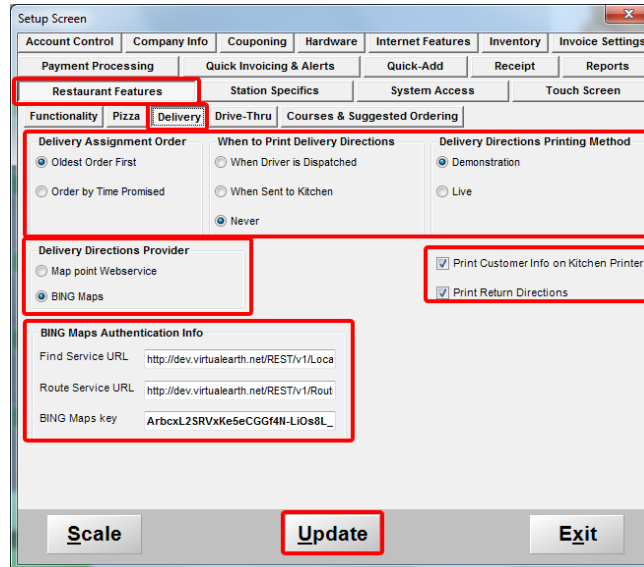 Setup Screen
Account Control Company Info Couponing Hardware Internet Features Inventory Invoice Settings
Payment Processing Quick Invoicing & Alerts Quick-Add Receipt Reports
Restaurant Features Station Specifics System Access Touch Screen
Functionality Pizza Delivery Drive-Thru Courses & Suggested Ordering
Delivery Assignment Order When to Print Delivery Directions Delivery Directions Printing Method
Oldest Order First When Driver is Dispatched Demonstration
Order by Time Promised When Sent to Kitchen Live
Never
Delivery Directions Provider
Map point Webservice Print Customer Info on Kitchen Printer
BING Maps Print Return Directions
BING Maps Authentication Info
Find Service URL http://dev.virtualearth.net/REST/v1/Loca
Route Service URL http://dev.virtualearth.net/REST/v1/Rout
BING Maps key ArbcxL2SRVxKe5eCGGf4N-LiOs8L_
Scale Update Exit